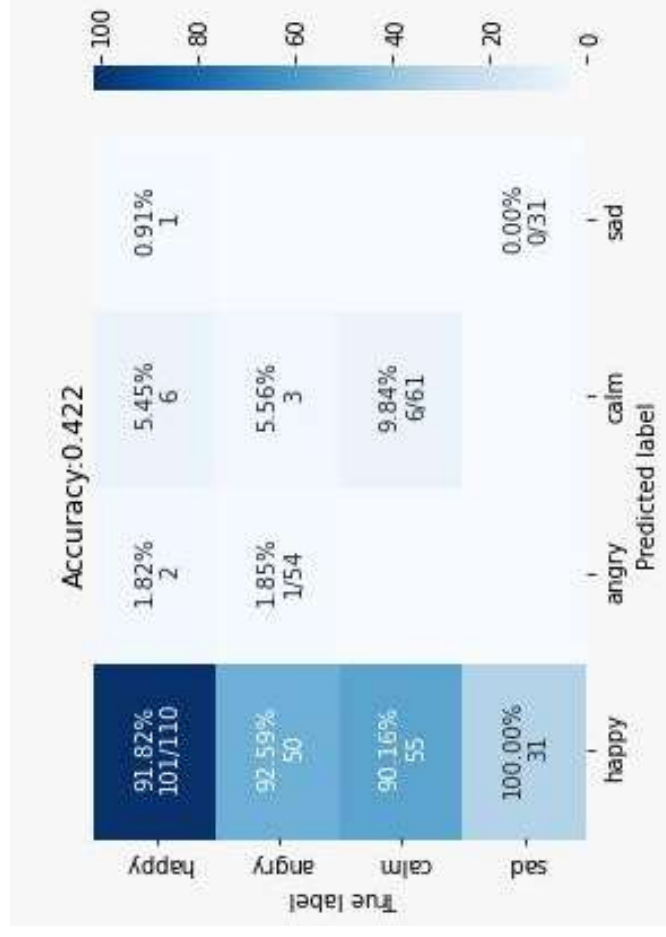 Accuracy:0.422
100
80
60
40
20
0
True label
happy
angry
calm
sad
91.82%
101/110
1.82%
2
5.45%
6
0.91%
1
92.59%
50
1.85%
1/54
5.56%
3
90.16%
55
9.84%
6/61
100.00%
31
0.00%
0/31
happy
angry
calm
sad
Predicted label